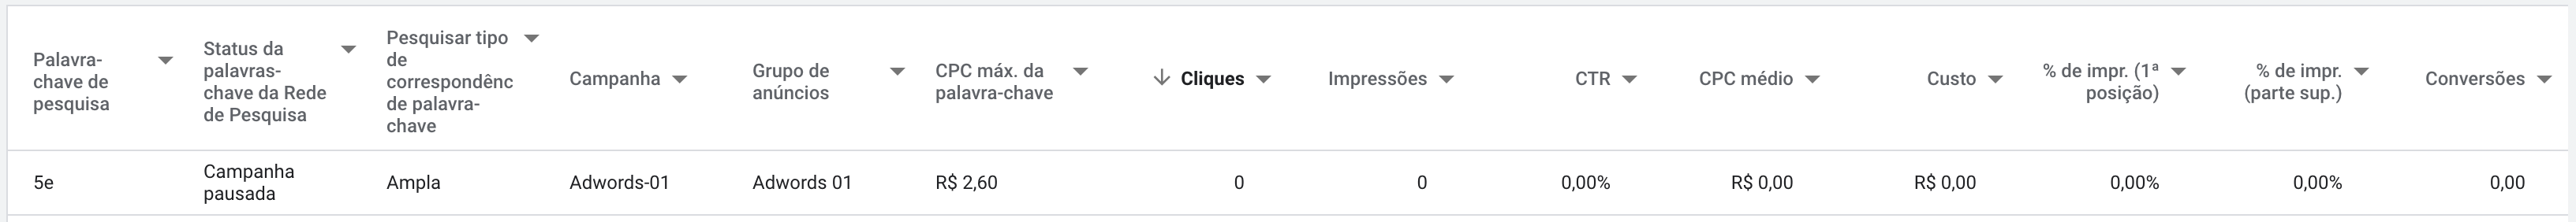 Palavra-
chave de
pesquisa
Status da
palavras-
chave da Rede
de Pesquisa
Pesquisar tipo
de
correspondênc
de palavra-
chave
Campanha
Grupo de
anúncios
CPC máx. da
palavra-chave
Cliques
Impressões
CTR
CPC médio
Custo
% de impr. (1ª
posição)
% de impr.
(parte sup.)
Conversões
5e
Campanha
pausada
Ampla
Adwords-01
Adwords 01
R$ 2,60
0
0
0,00%
R$ 0,00
R$ 0,00
0,00%
0,00%
0,00